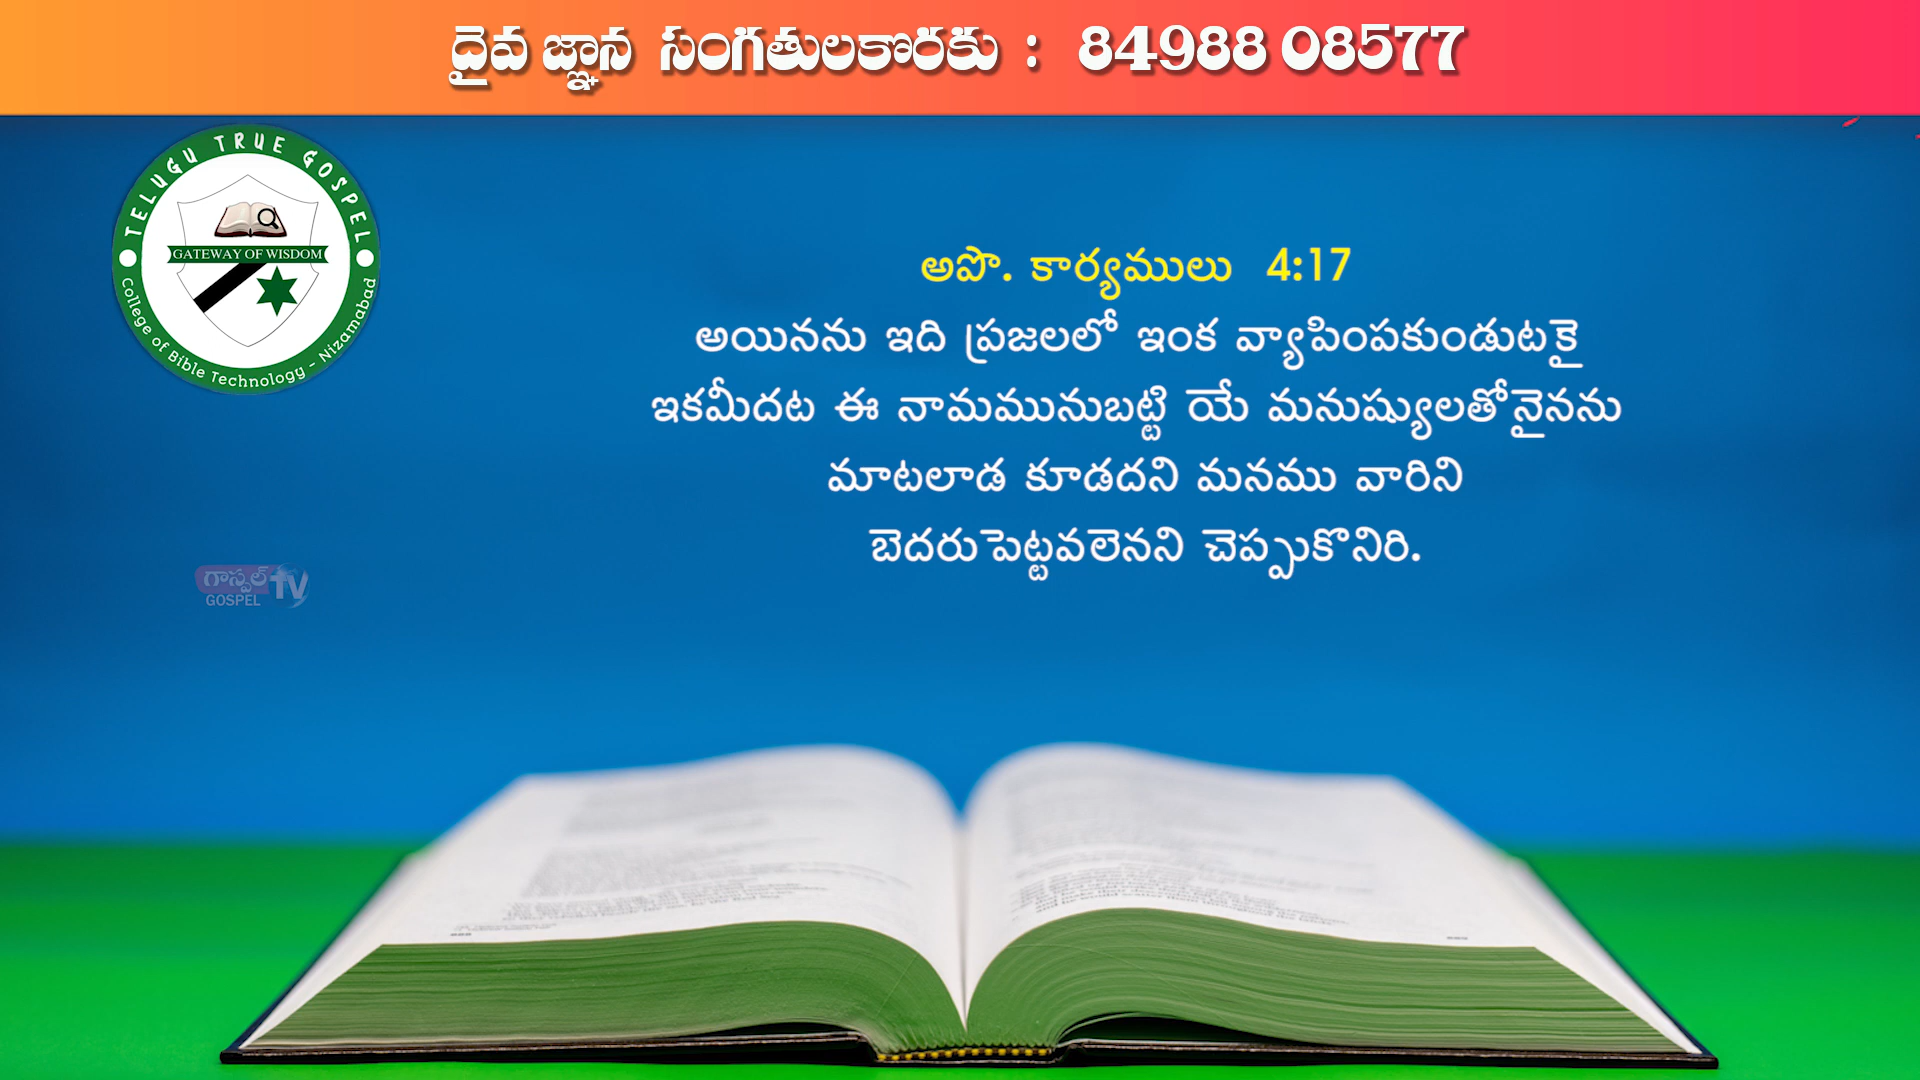 దైవ జ్ఞాన సంగతులకొరకు : 84988 08577
TELUGU TRUE GOSPEL
GATEWAY OF WISDOM
College of Bible Technology - Nizamabad
అపొ. కార్యములు 4:17
అయినను ఇది ప్రజలలో ఇంక వ్యాపింపకుండుటకై
ఇకమీదట ఈ నామమునుబట్టి యే మనుష్యులతోనైనను
మాటలాడ కూడదని మనము వారిని
బెదరుపెట్టవలెనని చెప్పుకొనిరి.
గాస్పల్ TV
GOSPEL